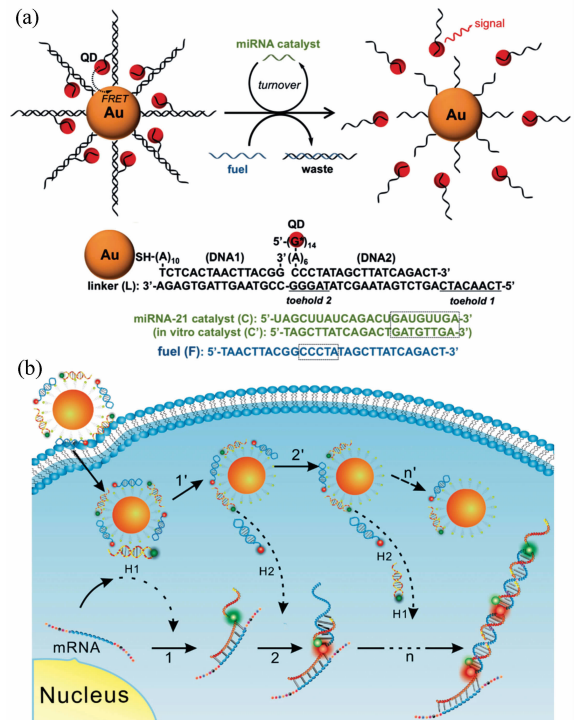 (a)
QD
FRET
Au
miRNA catalyst
turnover
fuel
waste
signal
Au
QD
5'-(G*)14
SH-(A)10 (DNA1) 3'(A)6 (DNA2)
TCTCACTAACTTACGG CCCTATAGCTTATCAGACT-3'
linker (L): 3'-AGAGTGATTGAATGCC-GGGATATCGAATAGTCTGACTACAACT-5'
toehold 2 toehold 1
miRNA-21 catalyst (C): 5'-UAGCUUAUCAGACUGAUGUUGA-3'
(in vitro catalyst (C'): 5'-TAGCTTATCAGACTGATGTTGA-3')
fuel (F): 5'-TAACTTACGGCCCTATAGCTTATCAGACT-3'
(b)
1'
2'
n'
H1
H2
H2
H1
mRNA
1
2
n
Nucleus